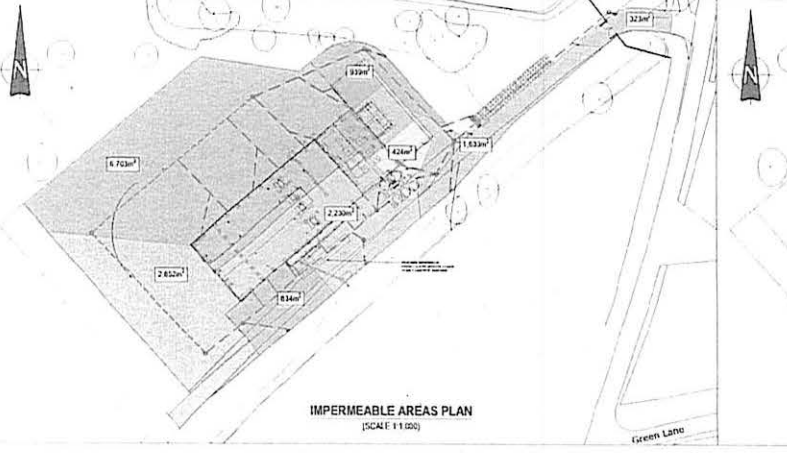 323m²
N
N
939m²
424m²
1,633m²
6,703m²
2,230m²
2,652m²
834m²
IMPERMEABLE AREAS PLAN
(SCALE 1:1,000)
Green Lane